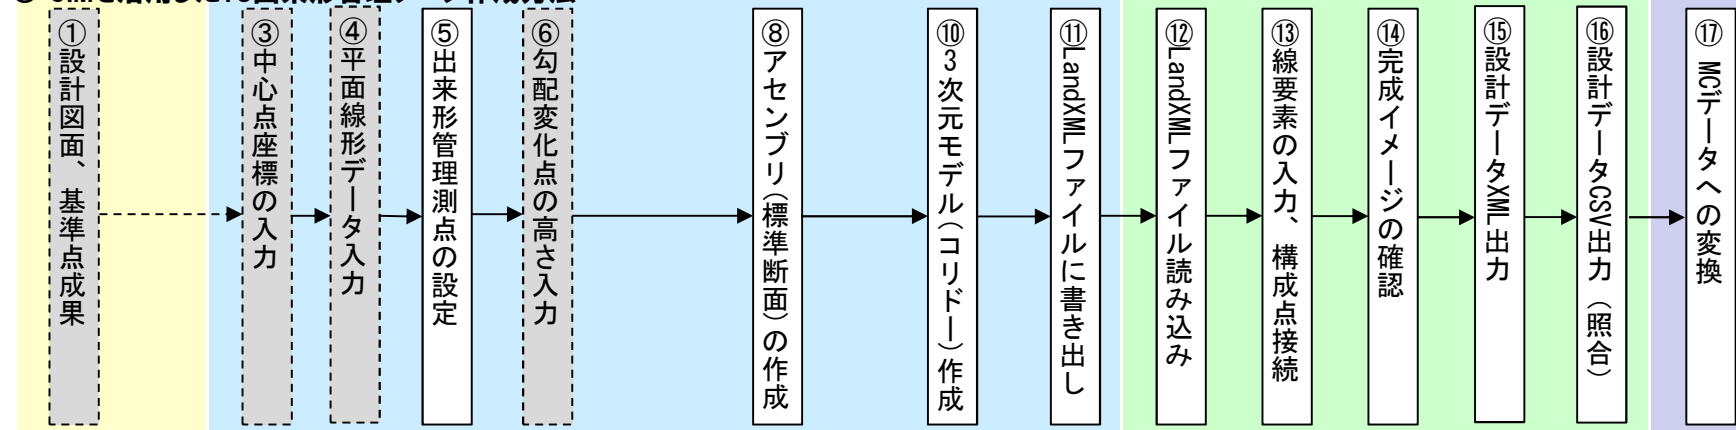 ①設計図面、基準点成果
③中心点座標の入力
④平面線形データ入力
⑤出来形管理測点の設定
⑥勾配変化点の高さ入力
⑧アセンブリ（標準断面）の作成
⑩３次元モデル（コリドー）作成
⑪LandXMLファイルに書き出し
⑫LandXMLファイル読み込み
⑬線要素の入力、構成点接続
⑭完成イメージの確認
⑮設計データXML出力
⑯設計データCSV出力（照合）
⑰ MCデータへの変換